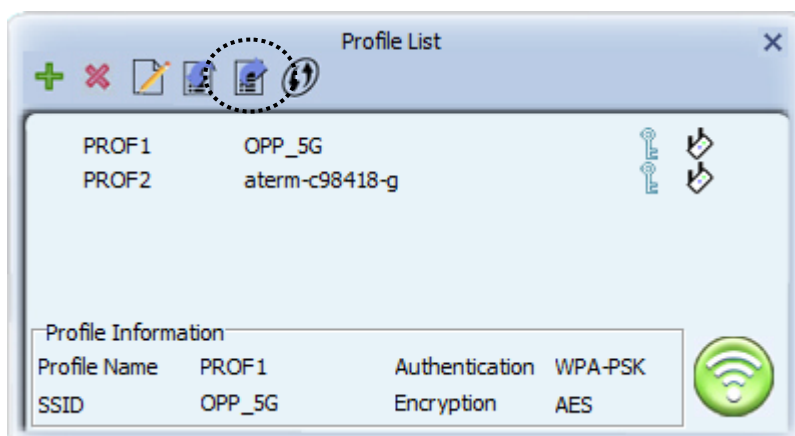 Profile List
PROF1 OPP_5G
PROF2 aterm-c98418-g
Profile Information
Profile Name PROF1 Authentication WPA-PSK
SSID OPP_5G Encryption AES